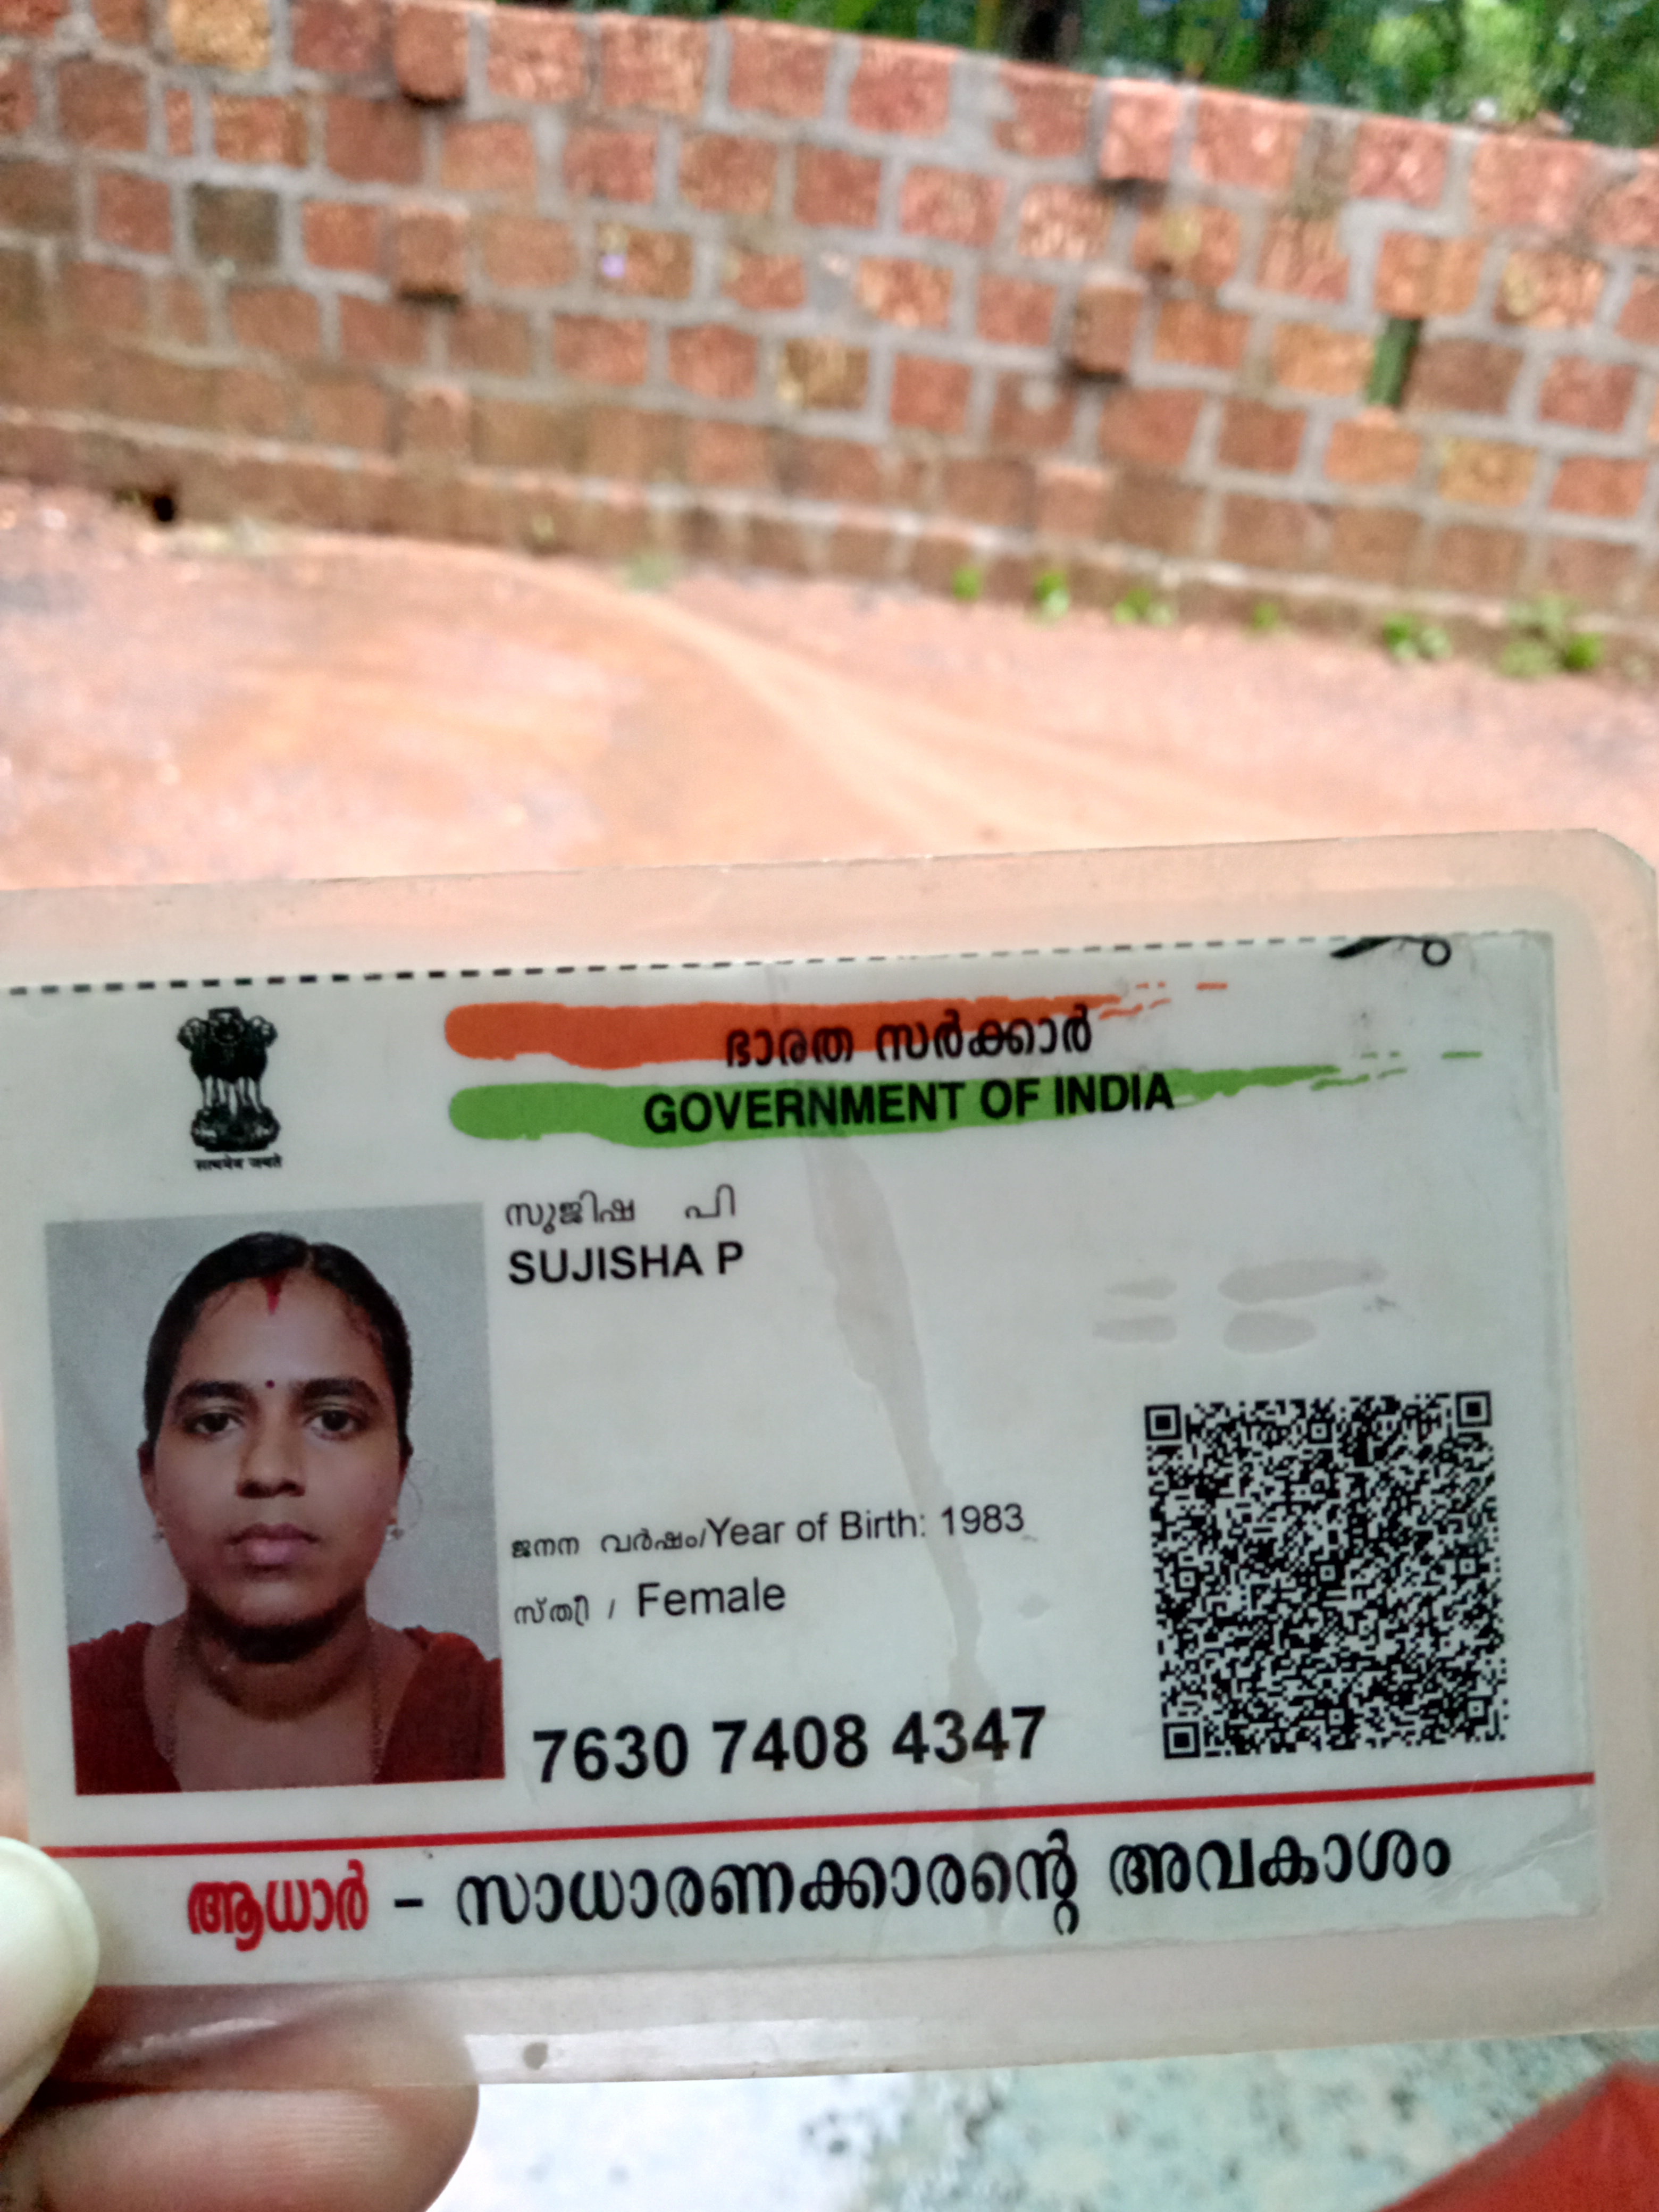 ഭാരത സർക്കാർ
GOVERNMENT OF INDIA
सत्यमेव जयते
സുജിഷ പി
SUJISHA P
ജനന വർഷം/Year of Birth: 1983
സ്ത്രീ / Female
7630 7408 4347
ആധാർ - സാധാരണക്കാരന്റെ അവകാശം